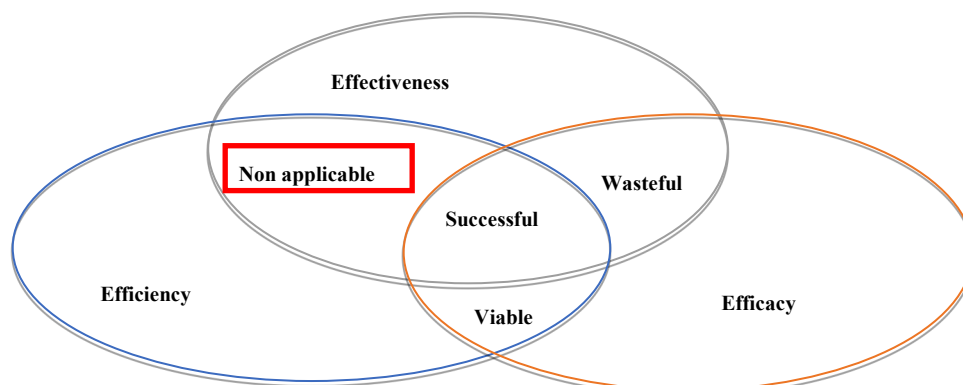 Effectiveness
Non applicable
Wasteful
Successful
Efficiency
Efficacy
Viable